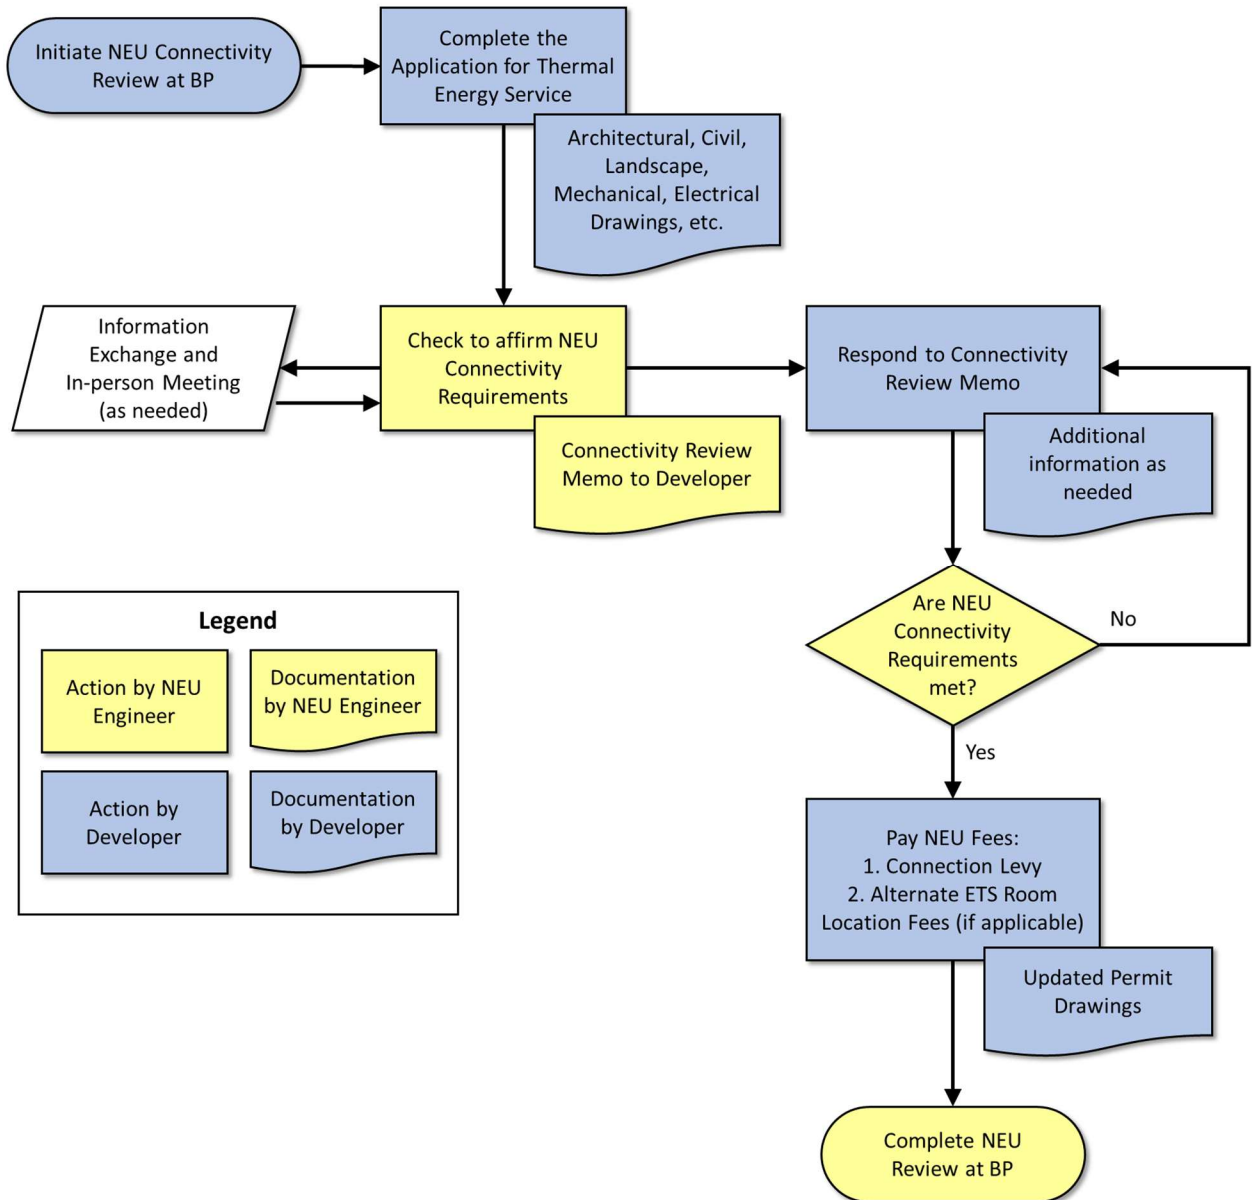 Initiate NEU Connectivity
Review at BP
Complete the
Application for Thermal
Energy Service
Architectural, Civil,
Landscape,
Mechanical, Electrical
Drawings, etc.
Information
Exchange and
In-person Meeting
(as needed)
Check to affirm NEU
Connectivity
Requirements
Connectivity Review
Memo to Developer
Respond to Connectivity
Review Memo
Additional
information as
needed
Are NEU
Connectivity
Requirements
met?
No
Yes
Legend
Action by NEU
Engineer
Documentation
by NEU Engineer
Action by
Developer
Documentation
by Developer
Pay NEU Fees:
1. Connection Levy
2. Alternate ETS Room
Location Fees (if applicable)
Updated Permit
Drawings
Complete NEU
Review at BP